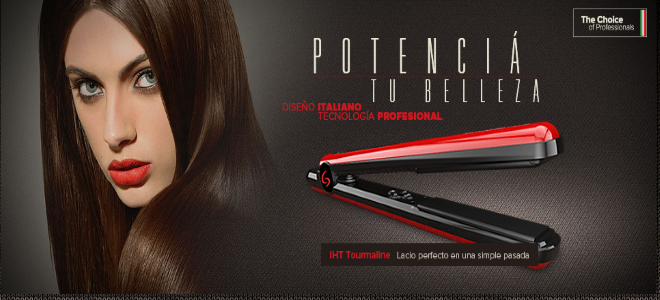 The Choice
of Professionals
POTENCIÁ
TU BELLEZA
DISEÑO ITALIANO
TECNOLOGÍA PROFESIONAL
IHT Tourmaline Lacio perfecto en una simple pasada